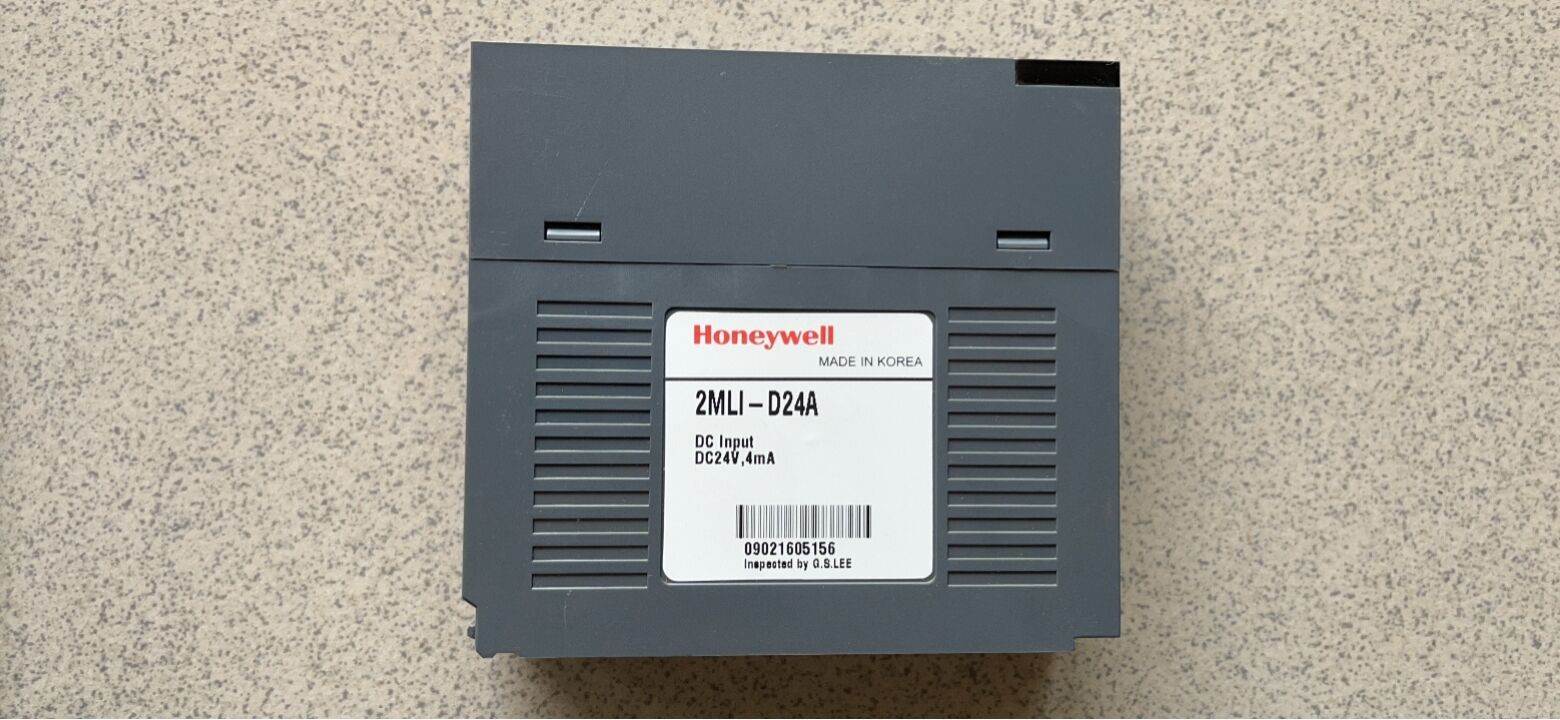 Honeywell
MADE IN KOREA
2MLI-D24A
DC Input
DC24V,4mA
09021605156
Inspected by G.S.LEE